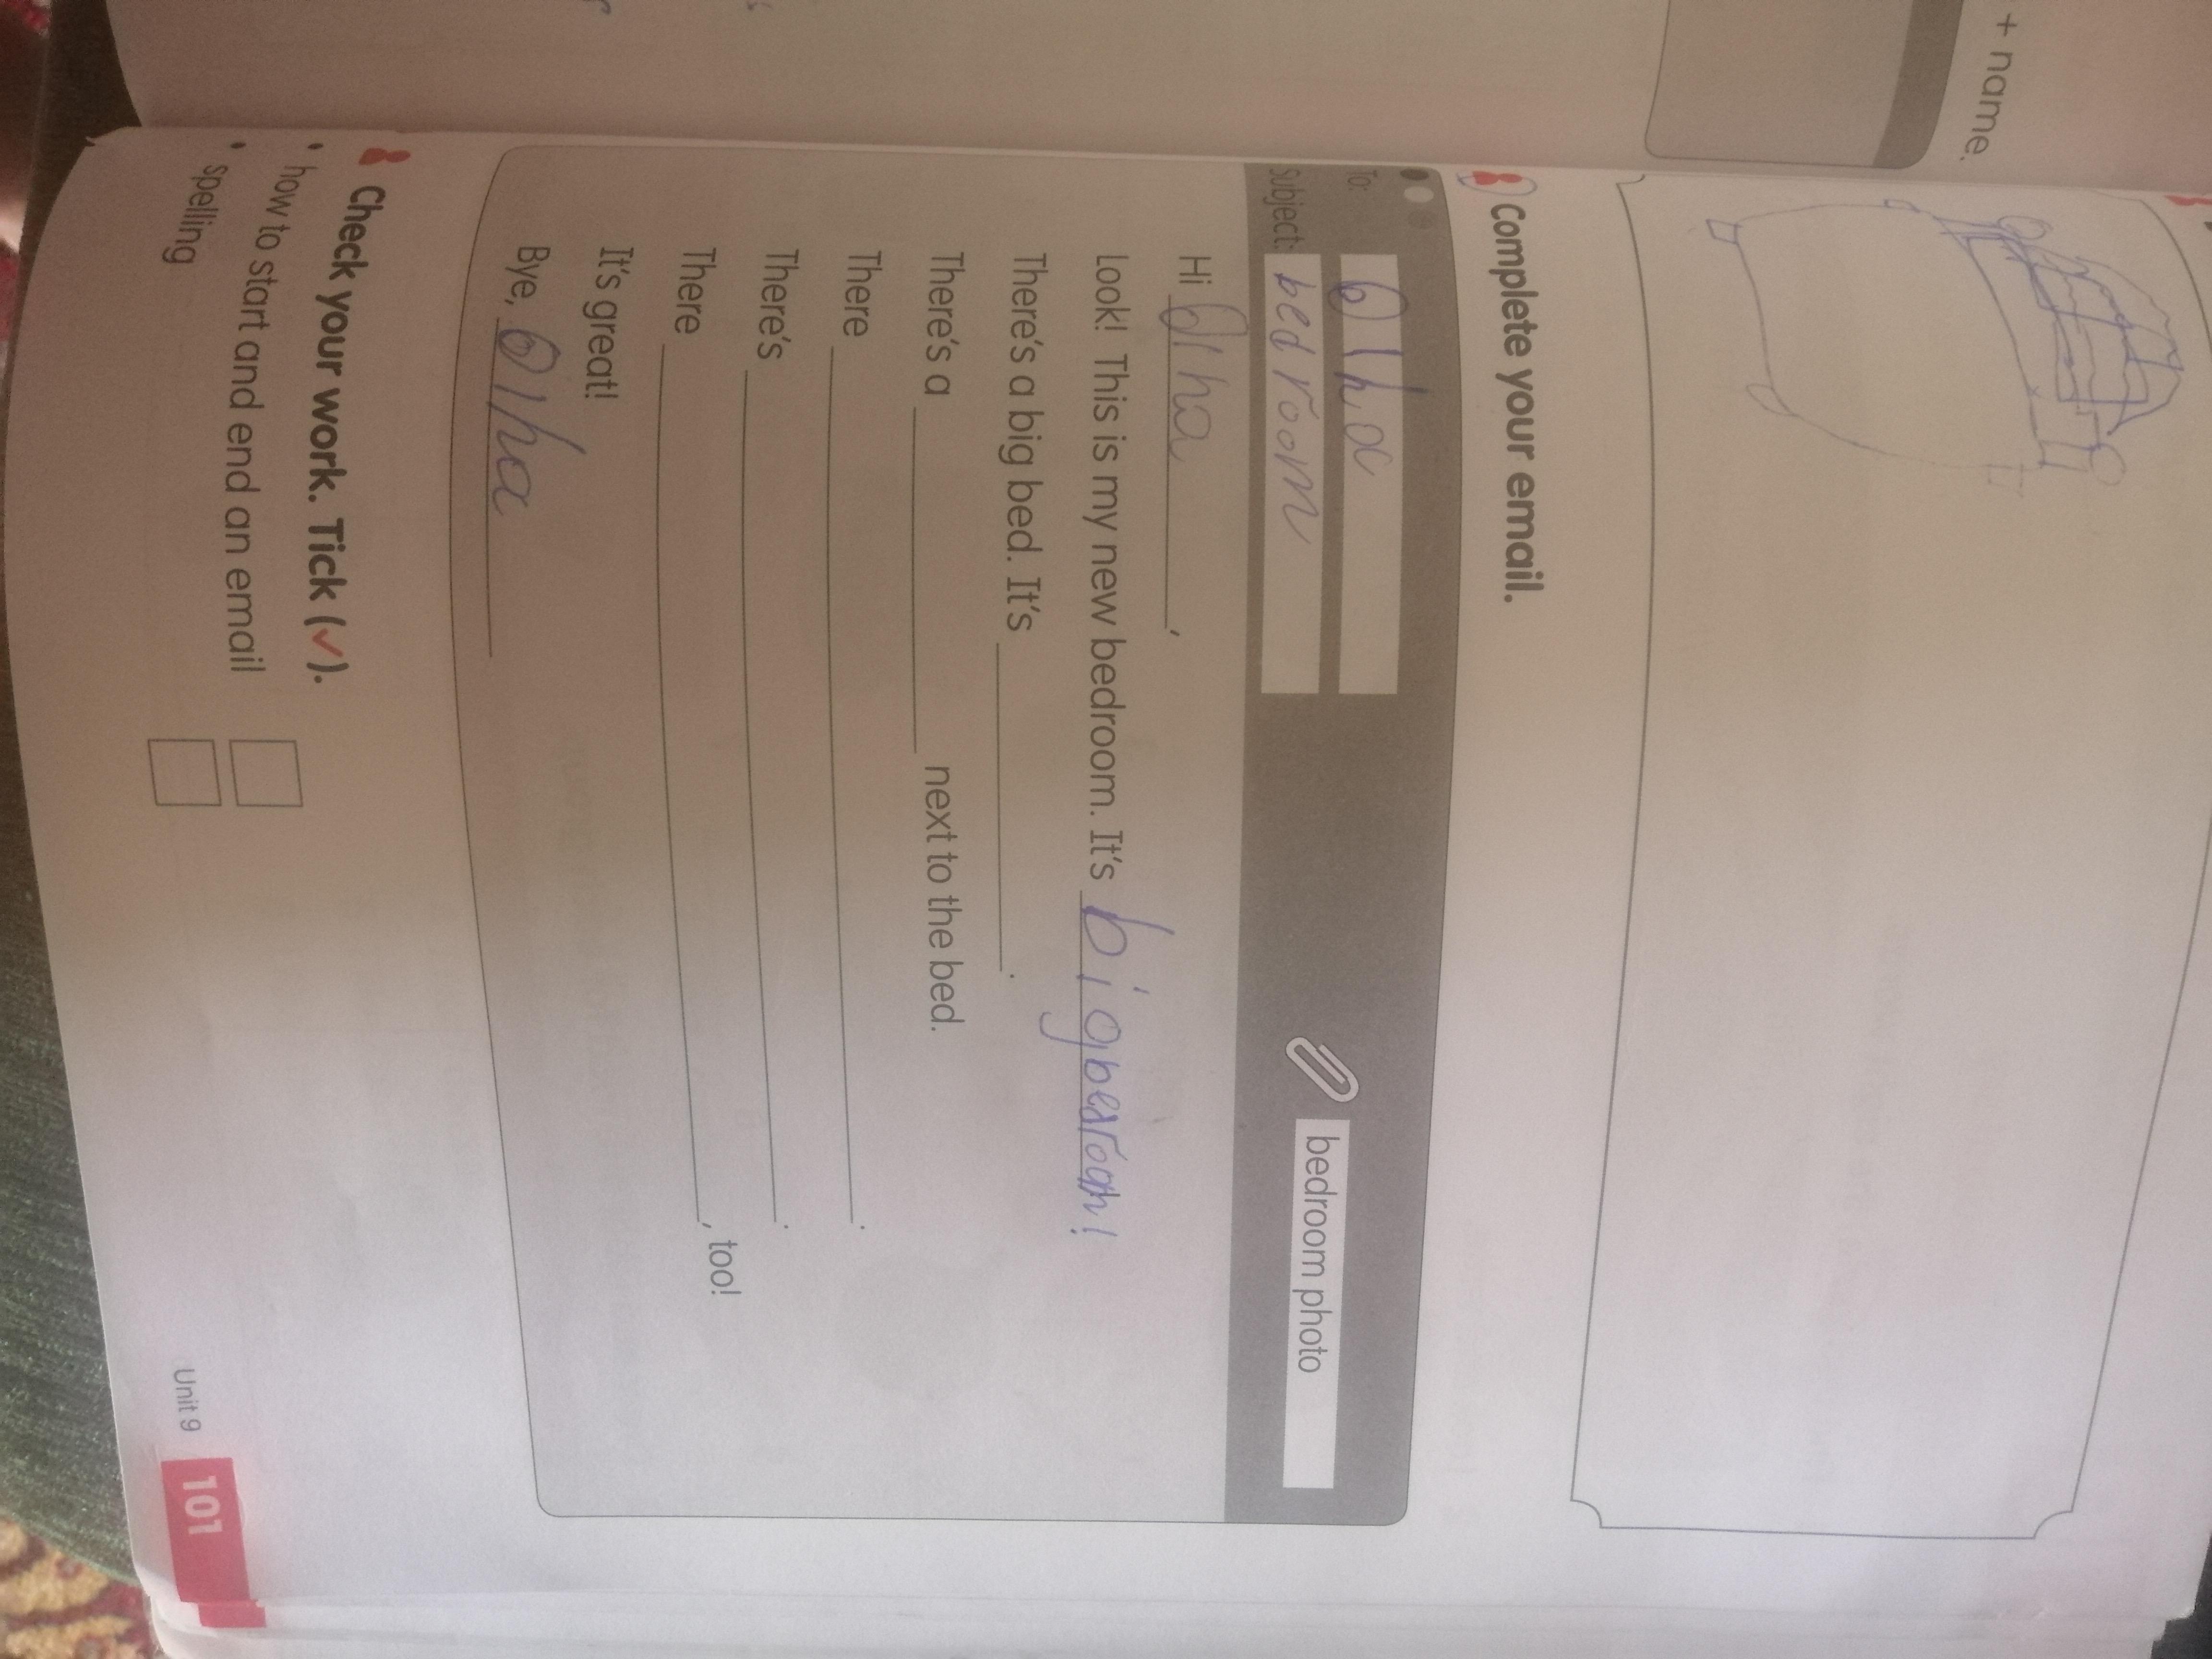 + name.
Complete your email.
To: Olha
Subject: bedroom
bedroom photo
Hi Olha,
Look! This is my new bedroom. It's big bedroom!
There's a big bed. It's .
There's a next to the bed.
There .
There's .
There , too!
It's great!
Bye, Olha
Check your work. Tick (✓).
• how to start and end an email
• spelling
Unit 9
101